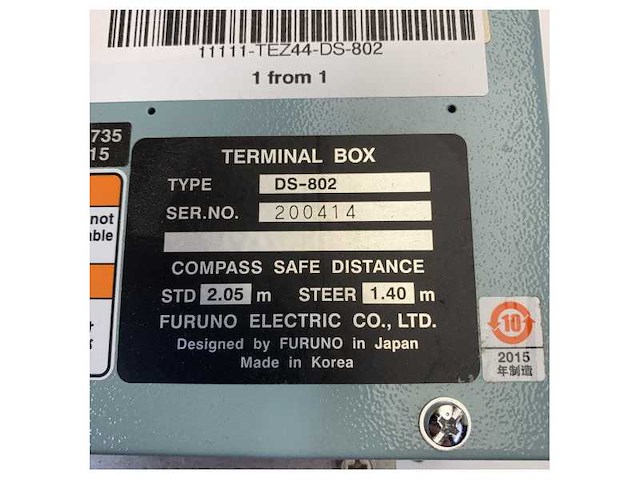 11111-TEZ44-DS-802
1 from 1
735
15
not
TERMINAL BOX
TYPE DS-802
SER.NO. 200414
COMPASS SAFE DISTANCE
STD 2.05 m STEER 1.40 m
FURUNO ELECTRIC CO., LTD.
Designed by FURUNO in Japan
Made in Korea
10
2015
年制造